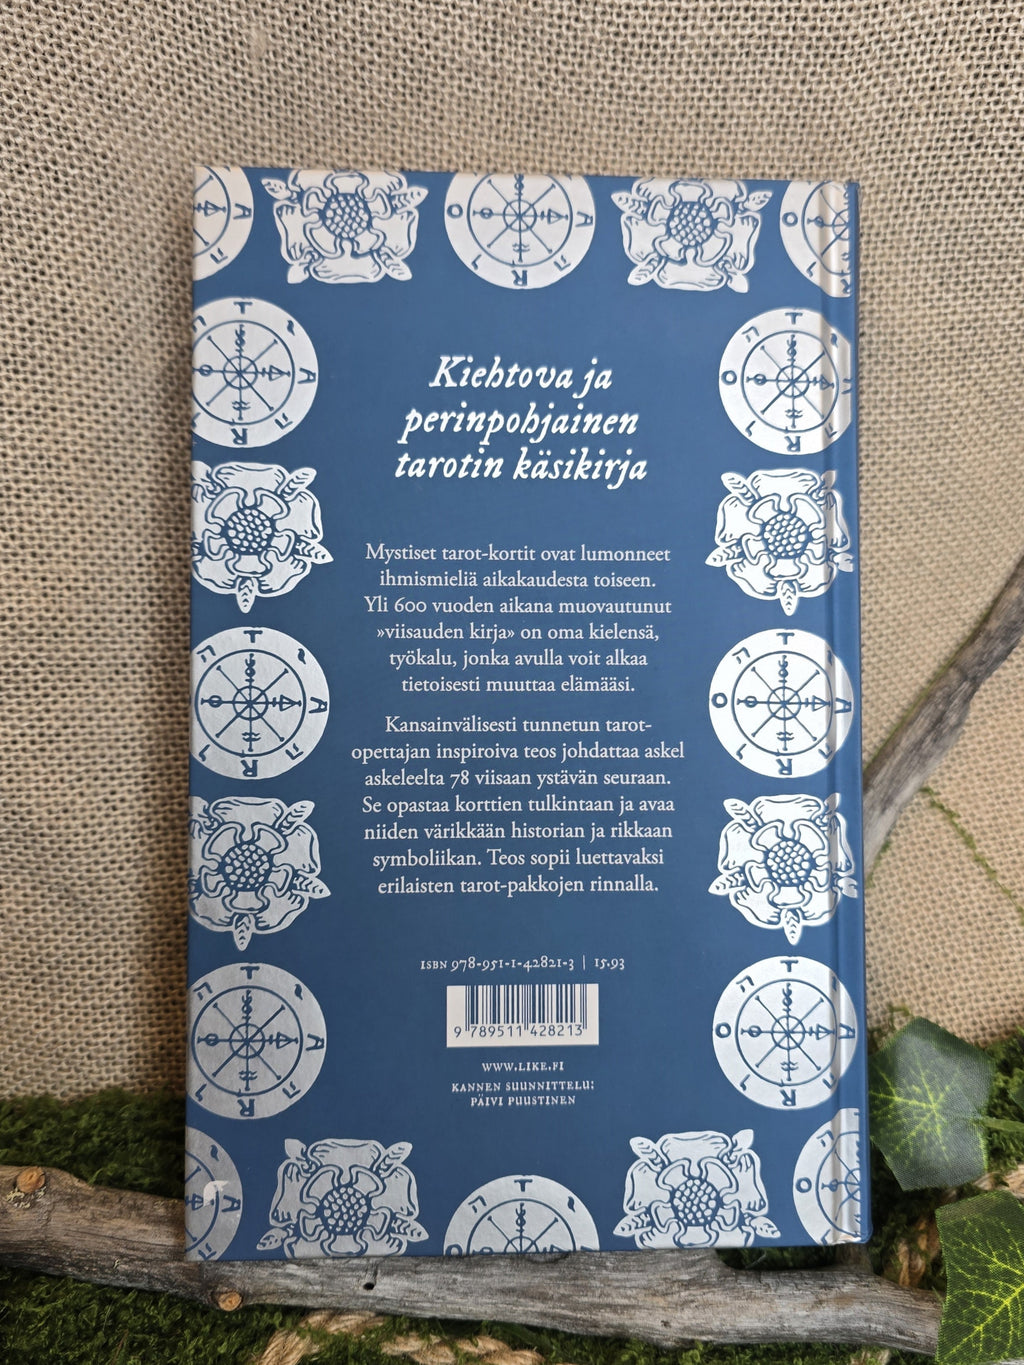 Kiehtova ja
perinpohjainen
tarotin käsikirja
Mystiset tarot-kortit ovat lumonneet
ihmismieliä aikakaudesta toiseen.
Yli 600 vuoden aikana muovautunut
»viisauden kirja» on oma kielensä,
työkalu, jonka avulla voit alkaa
tietoisesti muuttaa elämääsi.
Kansainvälisesti tunnetun tarot-
opettajan inspiroiva teos johdattaa askel
askeleelta 78 viisaan ystävän seuraan.
Se opastaa korttien tulkintaan ja avaa
niiden värikkään historian ja rikkaan
symboliikan. Teos sopii luettavaksi
erilaisten tarot-pakkojen rinnalla.
ISBN 978-951-1-42821-3 | 15.93
9 789511 428213
WWW.LIKE.FI
KANNEN SUUNNITTELU:
PÄIVI PUUSTINEN